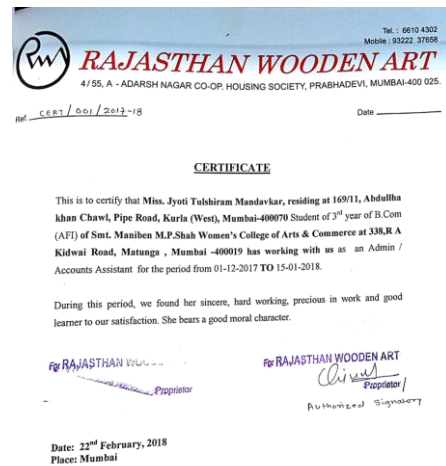 Tel. : 6610 4302
Mobile : 93222 37658
RAJASTHAN WOODEN ART
4/ 55, A - ADARSH NAGAR CO-OP. HOUSING SOCIETY, PRABHADEVI, MUMBAI-400 025.
Ref. CERT/001/2017-18
Date
CERTIFICATE
This is to certify that Miss. Jyoti Tulshiram Mandavkar, residing at 169/11, Abdullha
khan Chawl, Pipe Road, Kurla (West), Mumbai-400070 Student of 3rd year of B.Com
(AFI) of Smt. Maniben M.P.Shah Women's College of Arts & Commerce at 338,R A
Kidwai Road, Matunga , Mumbai -400019 has working with us as an Admin /
Accounts Assistant for the period from 01-12-2017 TO 15-01-2018.
During this period, we found her sincere, hard working, precious in work and good
learner to our satisfaction. She bears a good moral character.
For RAJASTHAN
Proprietor
For RAJASTHAN WOODEN ART
Proprietor/
Authorized Signatory
Date: 22nd February, 2018
Place: Mumbai